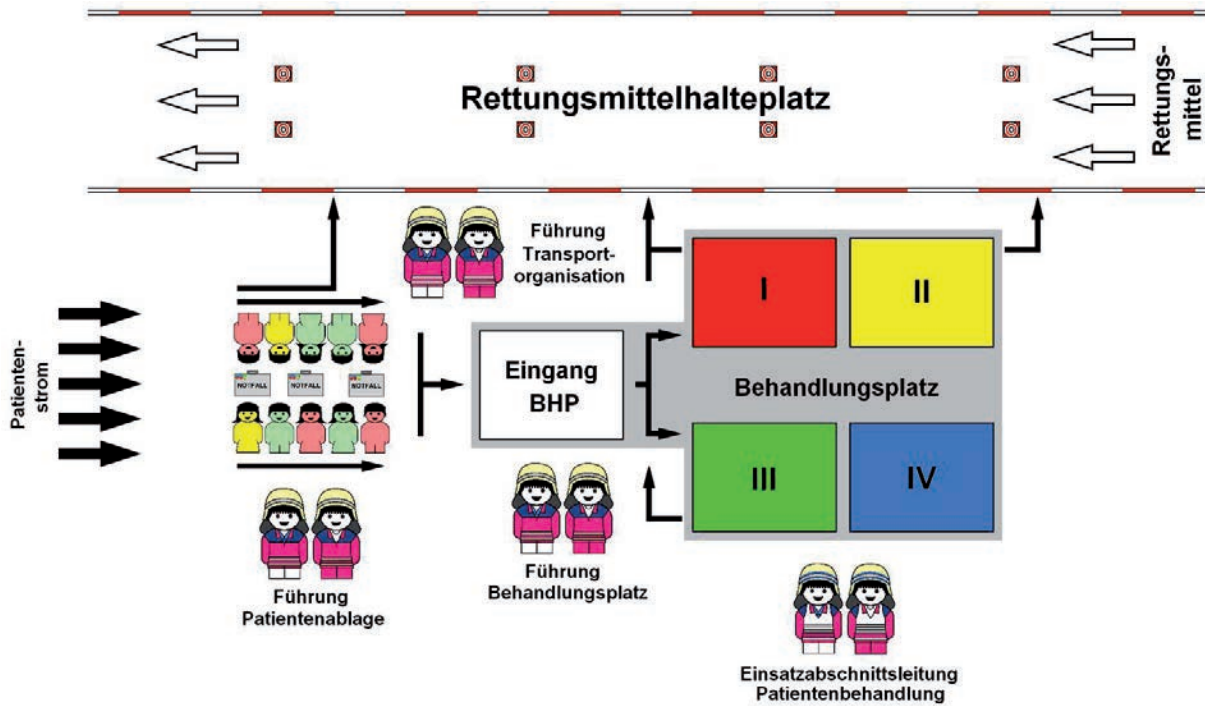 Rettungsmittelhalteplatz
Rettungs-
mittel
Führung
Transport-
organisation
I
II
Patienten-
strom
NOTFALL
NOTFALL
NOTFALL
Eingang
BHP
Behandlungsplatz
III
IV
Führung
Patientenablage
Führung
Behandlungsplatz
Einsatzabschnittsleitung
Patientenbehandlung